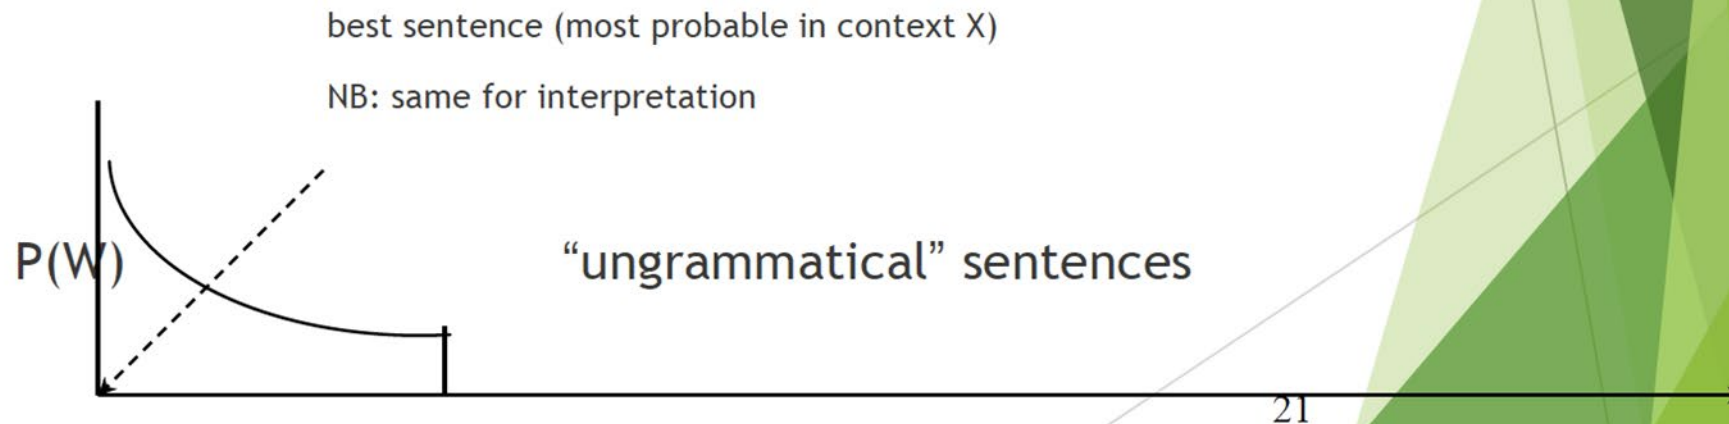 best sentence (most probable in context X)
NB: same for interpretation
P(W)
“ungrammatical” sentences
21